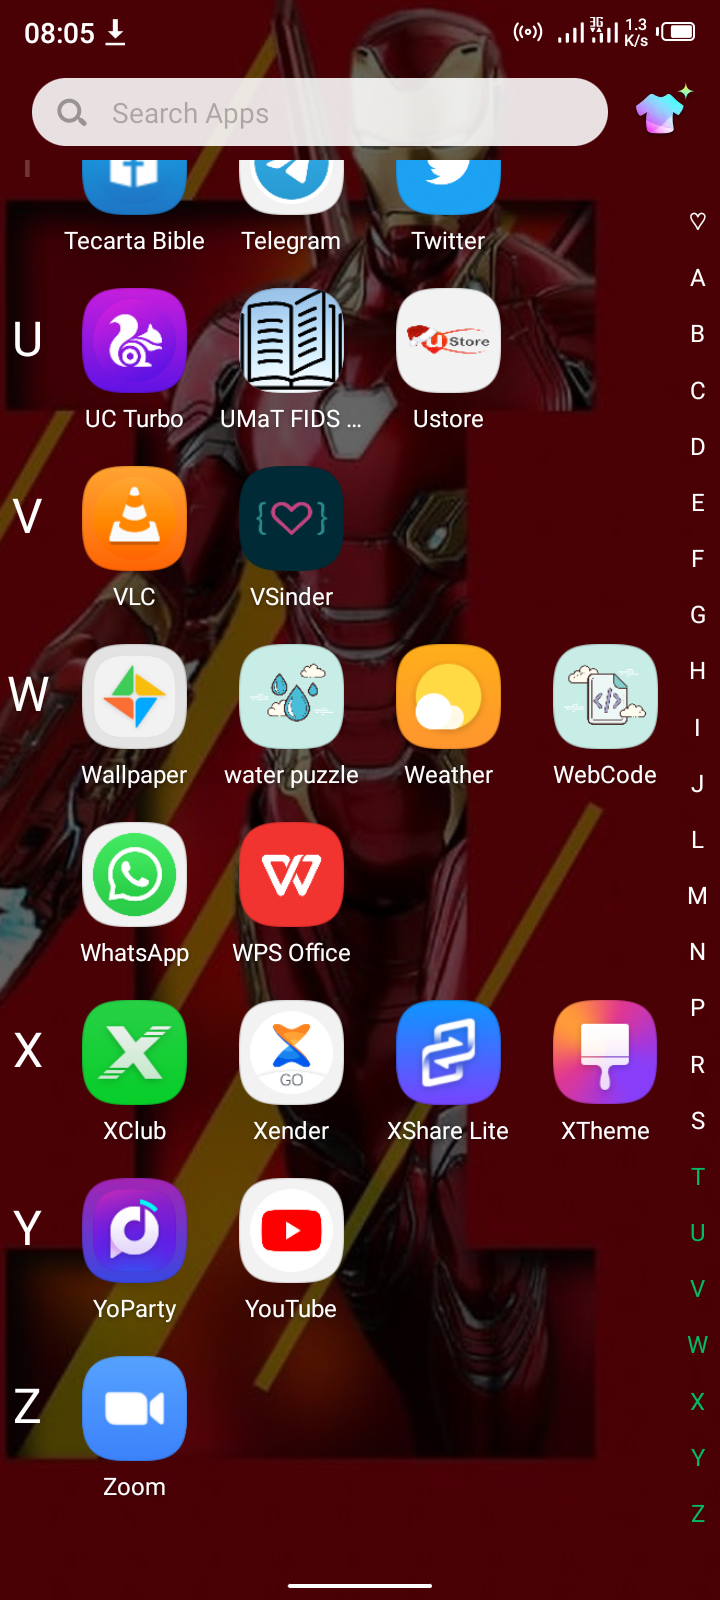 08:05
3G
1.3
K/s
Search Apps
Tecarta Bible Telegram Twitter
U
u Store
UC Turbo UMaT FIDS ... Ustore
V
{ }
VLC VSinder
W
</>
Wallpaper water puzzle Weather WebCode
WhatsApp WPS Office
X
GO
XClub Xender XShare Lite XTheme
Y
YoParty YouTube
Z
Zoom
A
B
C
D
E
F
G
H
I
J
L
M
N
P
R
S
T
U
V
W
X
Y
Z